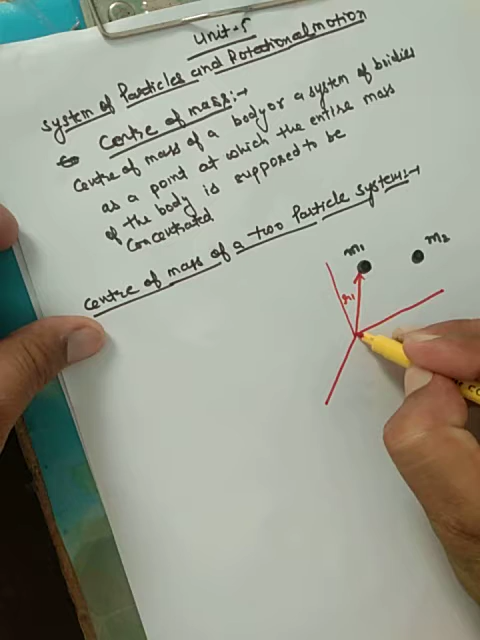 Unit-5
System of Particles and Rotational motion
Centre of mass:→
Centre of mass of a body or a system of bodies
as a point at which the entire mass
of the body is supposed to be
concentrated
Centre of mass of a two Particle system:→
m1 m2
r1